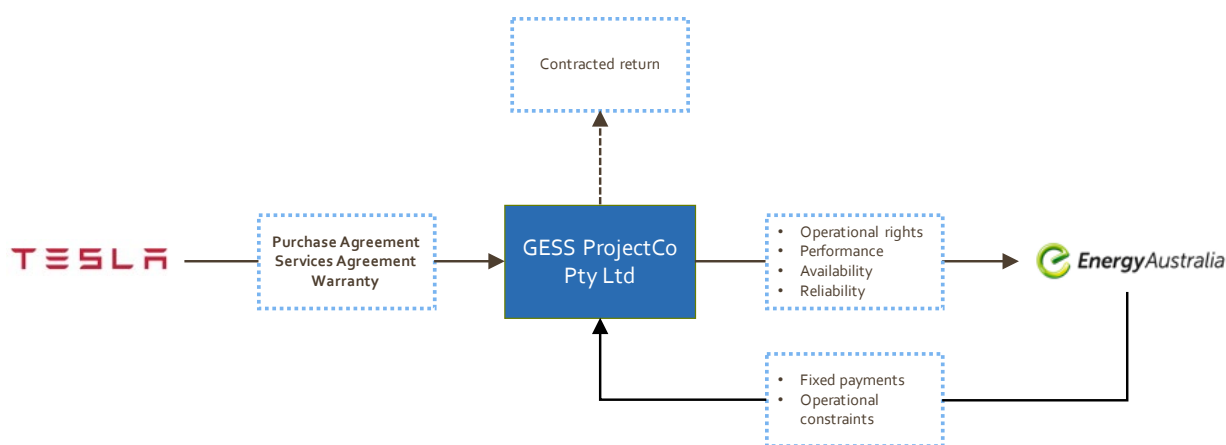 Contracted return
TESLA
Purchase Agreement
Services Agreement
Warranty
GESS ProjectCo
Pty Ltd
• Operational rights
• Performance
• Availability
• Reliability
EnergyAustralia
• Fixed payments
• Operational
constraints